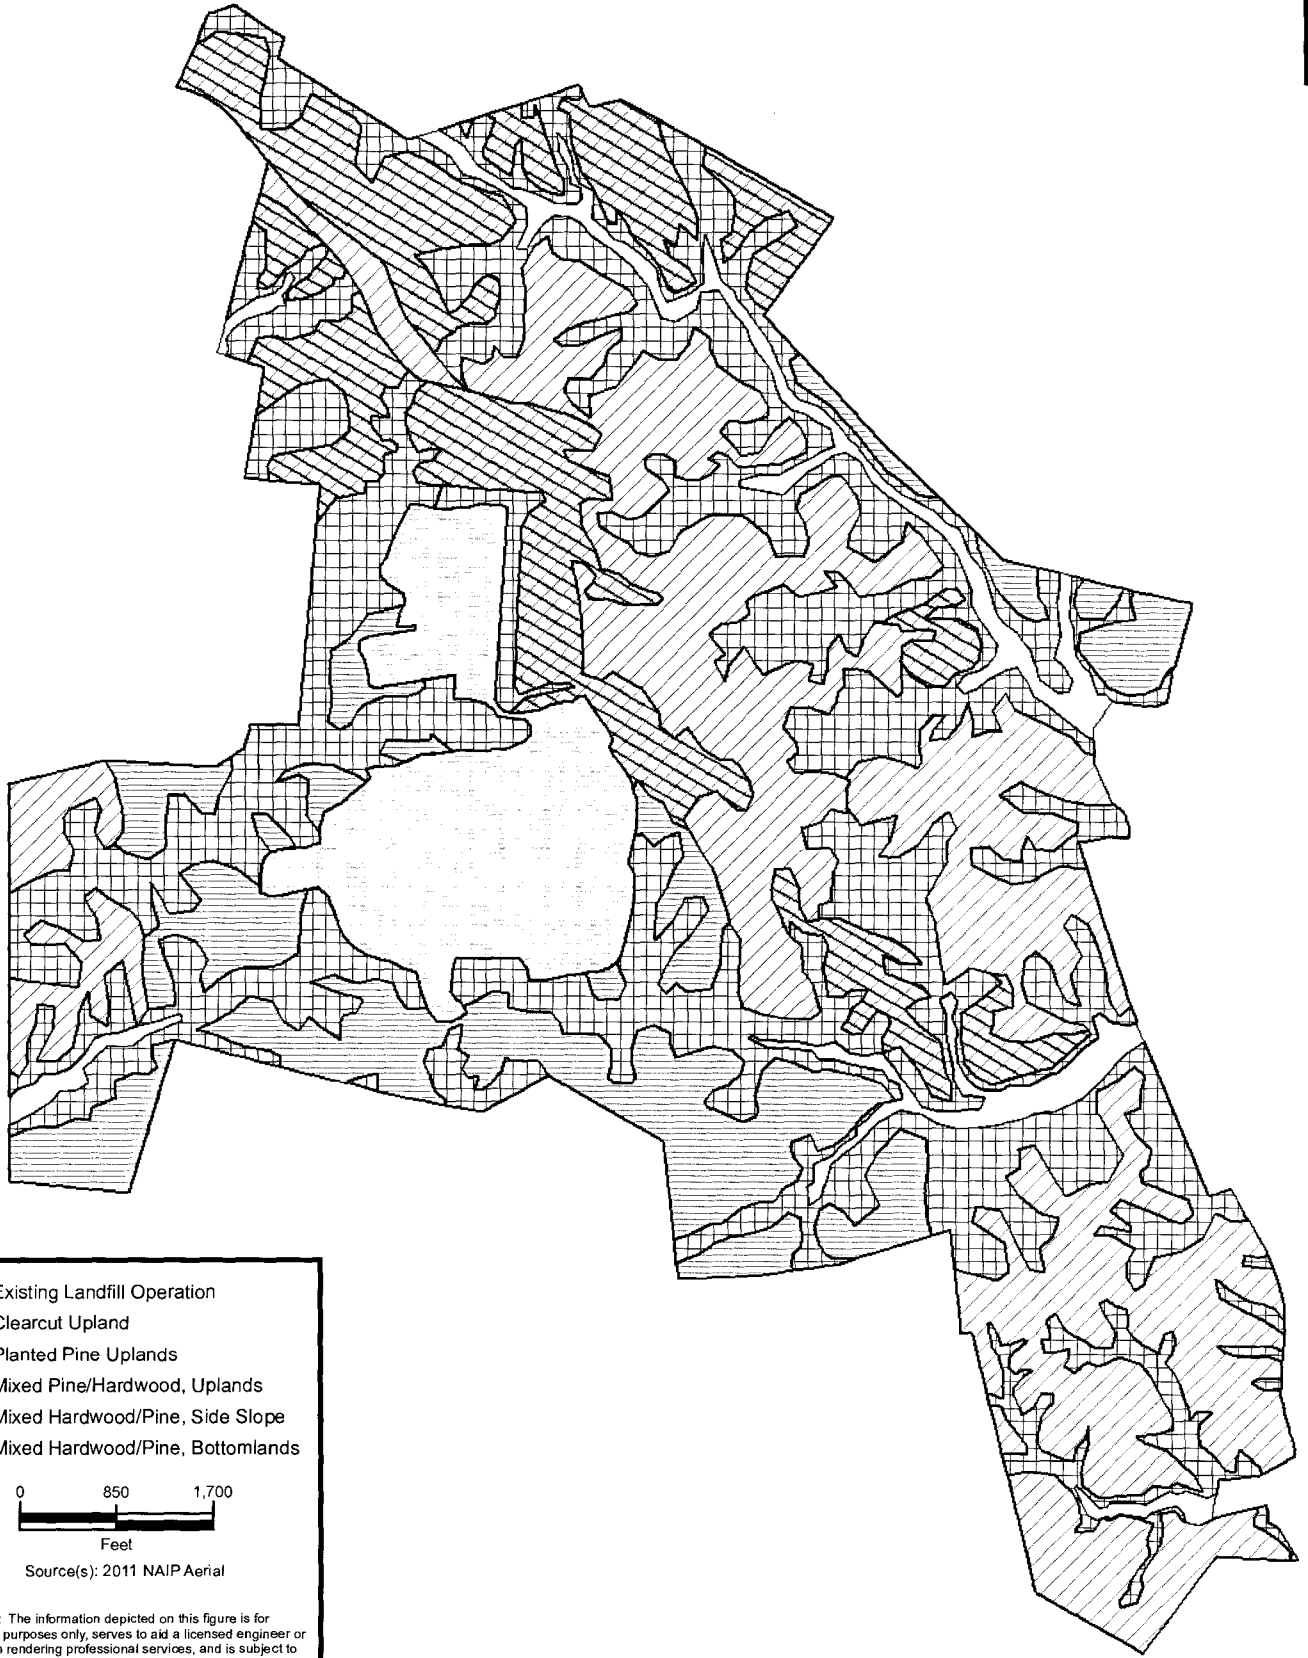 Existing Landfill Operation
Clearcut Upland
Planted Pine Uplands
Mixed Pine/Hardwood, Uplands
Mixed Hardwood/Pine, Side Slope
Mixed Hardwood/Pine, Bottomlands
0 850 1,700
Feet
Source(s): 2011 NAIP Aerial
: The information depicted on this figure is for
purposes only, serves to aid a licensed engineer or
rendering professional services, and is subject to